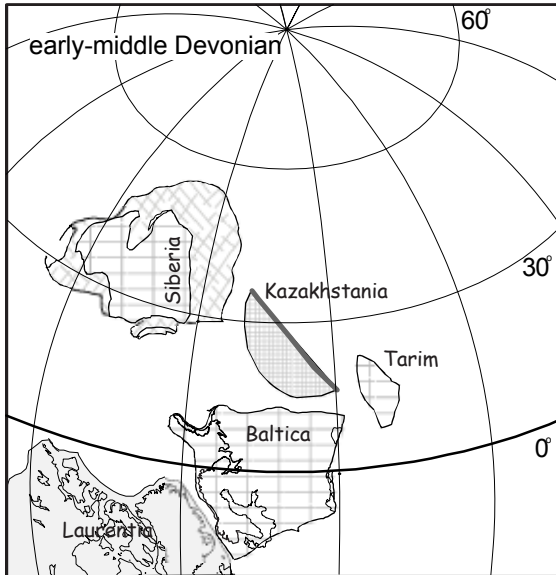 early-middle Devonian
60°
30°
Siberia
Kazakhstania
Tarim
Baltica
0°
Laurentia